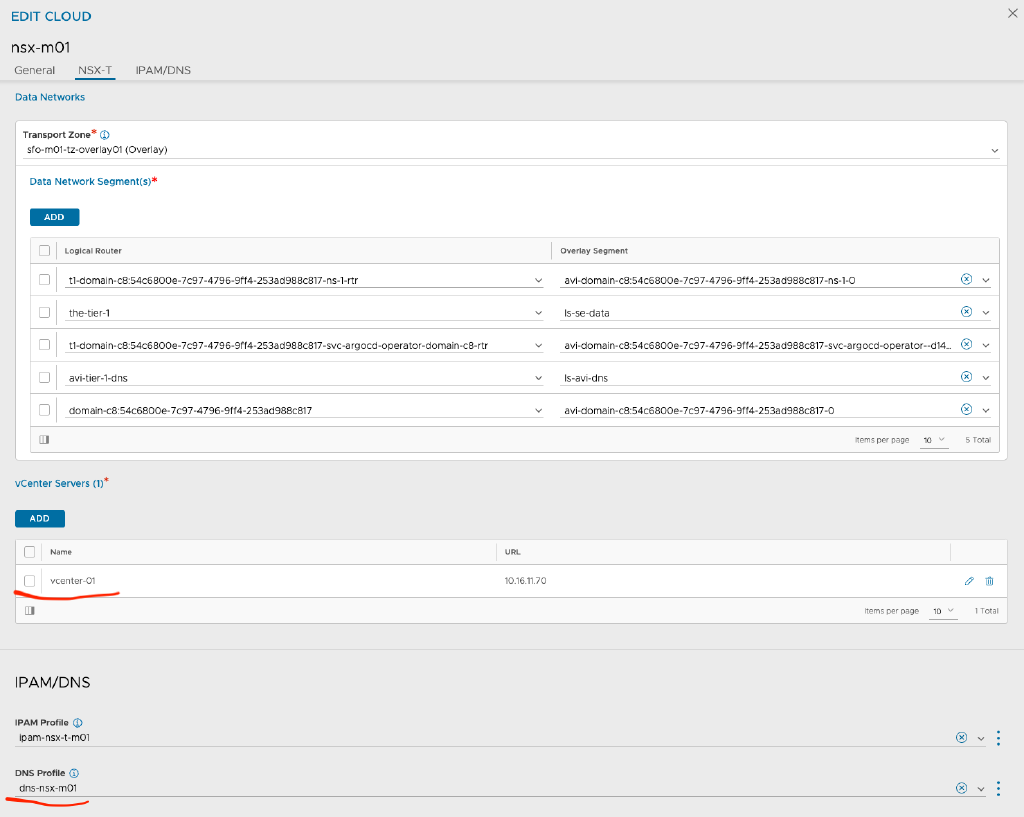 EDIT CLOUD
nsx-m01
General NSX-T IPAM/DNS
Data Networks
Transport Zone*
sfo-m01-tz-overlay01 (Overlay)
Data Network Segment(s)*
ADD
Logical Router Overlay Segment
t1-domain-c8:54c6800e-7c97-4796-9ff4-253ad988c817-ns-1-rtr avi-domain-c8:54c6800e-7c97-4796-9ff4-253ad988c817-ns-1-0
the-tier-1 ls-se-data
t1-domain-c8:54c6800e-7c97-4796-9ff4-253ad988c817-svc-argocd-operator-domain-c8-rtr avi-domain-c8:54c6800e-7c97-4796-9ff4-253ad988c817-svc-argocd-operator--d14...
avi-tier-1-dns ls-avi-dns
domain-c8:54c6800e-7c97-4796-9ff4-253ad988c817 avi-domain-c8:54c6800e-7c97-4796-9ff4-253ad988c817-0
Items per page 10 5 Total
vCenter Servers (1)*
ADD
Name URL
vcenter-01 10.16.11.70
Items per page 10 1 Total
IPAM/DNS
IPAM Profile
ipam-nsx-t-m01
DNS Profile
dns-nsx-m01